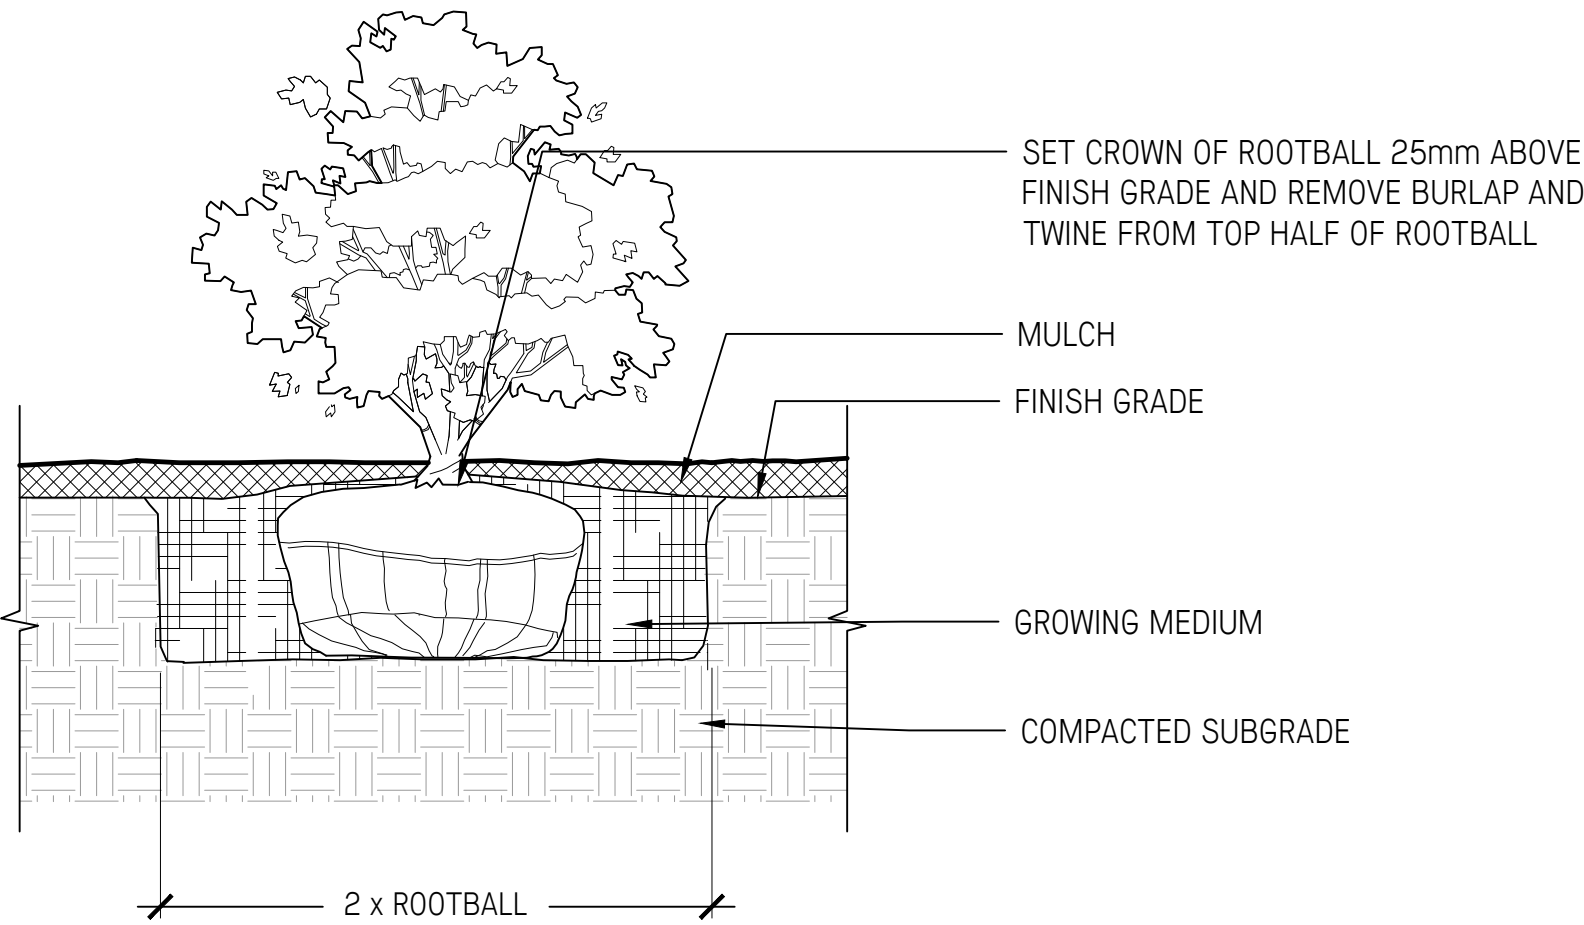 SET CROWN OF ROOTBALL 25mm ABOVE
FINISH GRADE AND REMOVE BURLAP AND
TWINE FROM TOP HALF OF ROOTBALL
MULCH
FINISH GRADE
GROWING MEDIUM
COMPACTED SUBGRADE
2 x ROOTBALL